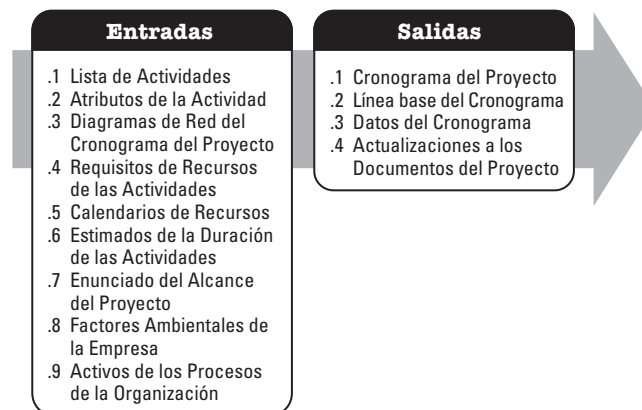 Entradas
.1 Lista de Actividades
.2 Atributos de la Actividad
.3 Diagramas de Red del
Cronograma del Proyecto
.4 Requisitos de Recursos
de las Actividades
.5 Calendarios de Recursos
.6 Estimados de la Duración
de las Actividades
.7 Enunciado del Alcance
del Proyecto
.8 Factores Ambientales de
la Empresa
.9 Activos de los Procesos
de la Organización
Salidas
.1 Cronograma del Proyecto
.2 Línea base del Cronograma
.3 Datos del Cronograma
.4 Actualizaciones a los
Documentos del Proyecto